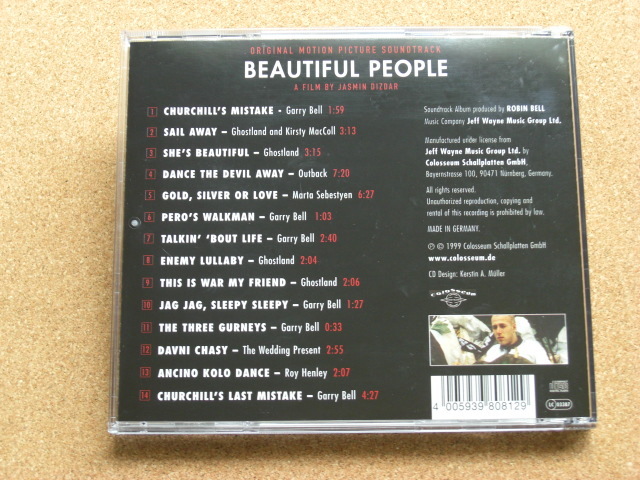 ORIGINAL MOTION PICTURE SOUNDTRACK
BEAUTIFUL PEOPLE
A FILM BY JASMIN DIZDAR
1 CHURCHILL'S MISTAKE - Garry Bell 1:59
2 SAIL AWAY – Ghostland and Kirsty MacColl 3:13
3 SHE'S BEAUTIFUL – Ghostland 3:15
4 DANCE THE DEVIL AWAY – Outback 7:20
5 GOLD, SILVER OR LOVE – Marta Sebestyen 6:27
6 PERO'S WALKMAN – Garry Bell 1:03
7 TALKIN' 'BOUT LIFE – Garry Bell 2:40
8 ENEMY LULLABY – Ghostland 2:04
9 THIS IS WAR MY FRIEND – Ghostland 2:06
10 JAG JAG, SLEEPY SLEEPY – Garry Bell 1:27
11 THE THREE GURNEYS – Garry Bell 0:33
12 DAVNI CHASY – The Wedding Present 2:55
13 ANCINO KOLO DANCE – Roy Henley 2:07
14 CHURCHILL'S LAST MISTAKE – Garry Bell 4:27
Soundtrack Album produced by ROBIN BELL
Music Company Jeff Wayne Music Group Ltd.
Manufactured under license from
Jeff Wayne Music Group Ltd. by
Colosseum Schallplatten GmbH,
Bayernstrasse 100, 90471 Nürnberg, Germany.
All rights reserved.
Unauthorized reproduction, copying and
rental of this recording is prohibited by law.
MADE IN GERMANY.
℗ © 1999 Colosseum Schallplatten GmbH
www.colosseum.de
CD Design: Kerstin A. Müller
COLOSSEUM
4 005939 808129
LC 03387